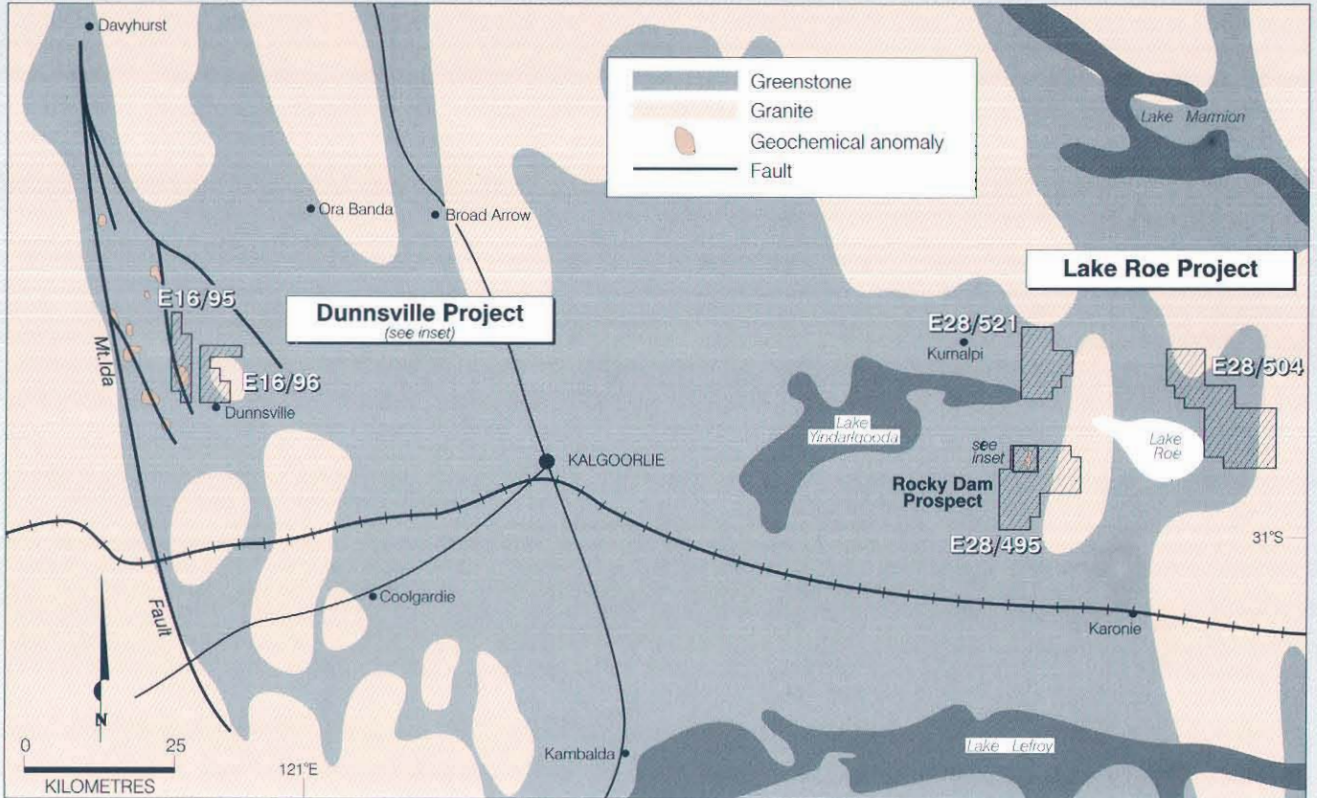 Davyhurst
Greenstone
Granite
Geochemical anomaly
Fault
Lake Marmion
Ora Banda
Broad Arrow
Lake Roe Project
E16/95
Dunnsville Project
(see inset)
E28/521
Kurnalpi
Mt.Ida
E28/504
E16/96
Dunnsville
Lake
Yindarlgooda
Lake
Roe
see
inset
KALGOORLIE
Rocky Dam
Prospect
31°S
E28/495
Coolgardie
Fault
Karonie
N
0 25
Kambalda
Lake Lefroy
121°E
KILOMETRES